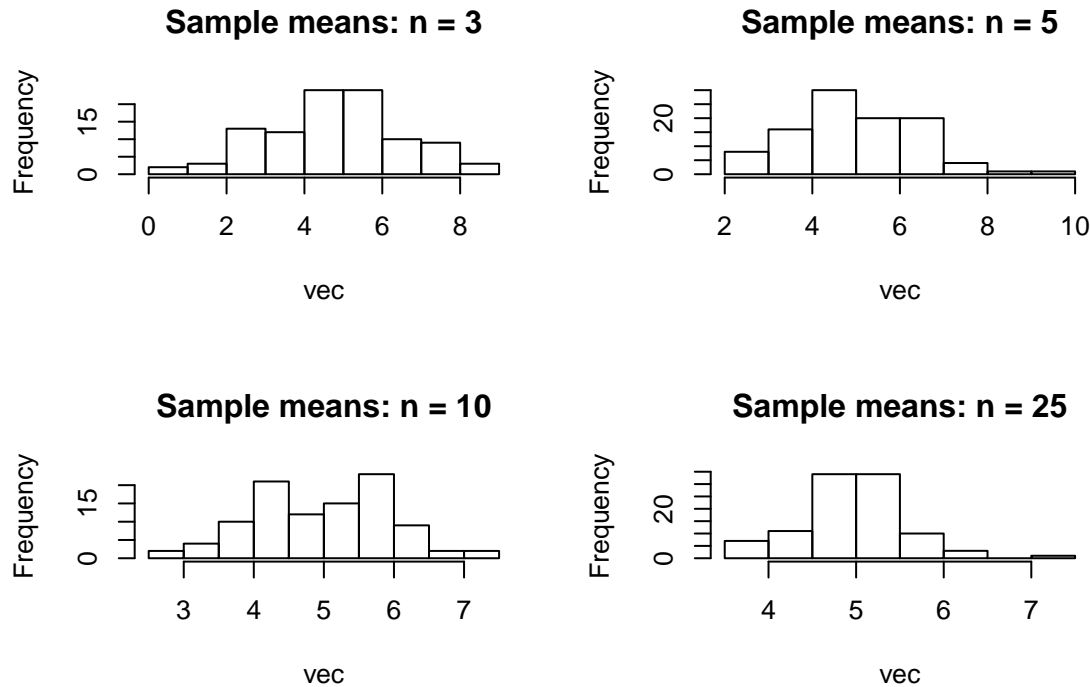 Sample means: n = 3
Frequency
0 15
0 2 4 6 8
vec
Sample means: n = 5
Frequency
0 20
2 4 6 8 10
vec
Sample means: n = 10
Frequency
0 15
3 4 5 6 7
vec
Sample means: n = 25
Frequency
0 20
4 5 6 7
vec